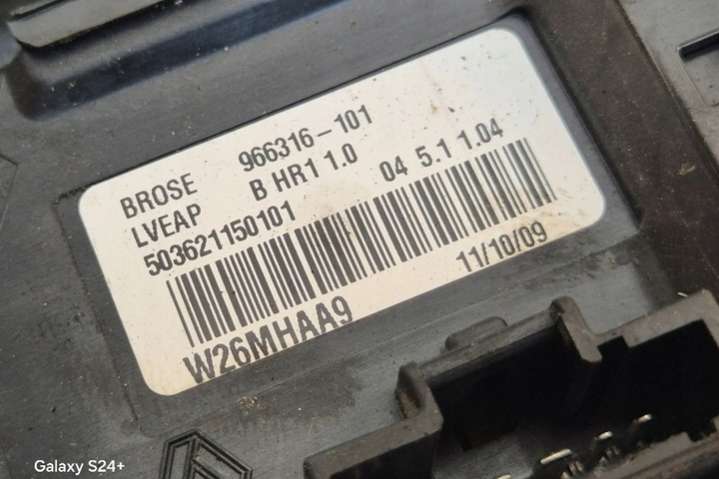 BROSE 966316-101
LVEAP B HR1 1.0 04 5.1 1.04
503621150101
11/10/09
W26MHAA9
Galaxy S24+